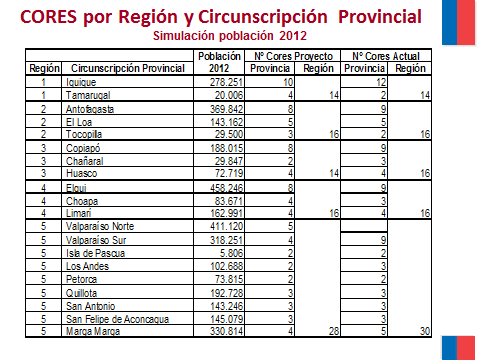 CORES por Región y Circunscripción Provincial
Simulación población 2012
Población Nº Cores Proyecto Nº Cores Actual
Región Circunscripción Provincial 2012 Provincia Región Provincia Región
1 Iquique 278.251 10 12
1 Tamarugal 20.006 4 14 2 14
2 Antofagasta 369.842 8 9
2 El Loa 143.162 5 5
2 Tocopilla 29.500 3 16 2 16
3 Copiapó 188.015 8 9
3 Chañaral 29.847 2 3
3 Huasco 72.719 4 14 4 16
4 Elqui 458.246 8 9
4 Choapa 83.671 4 3
4 Limarí 162.991 4 16 4 16
5 Valparaíso Norte 411.120 5
5 Valparaíso Sur 318.251 4 9
5 Isla de Pascua 5.806 2 2
5 Los Andes 102.688 2 3
5 Petorca 73.815 2 2
5 Quillota 192.728 3 3
5 San Antonio 143.246 3 3
5 San Felipe de Aconcagua 145.079 3 3
5 Marga Marga 330.814 4 28 5 30